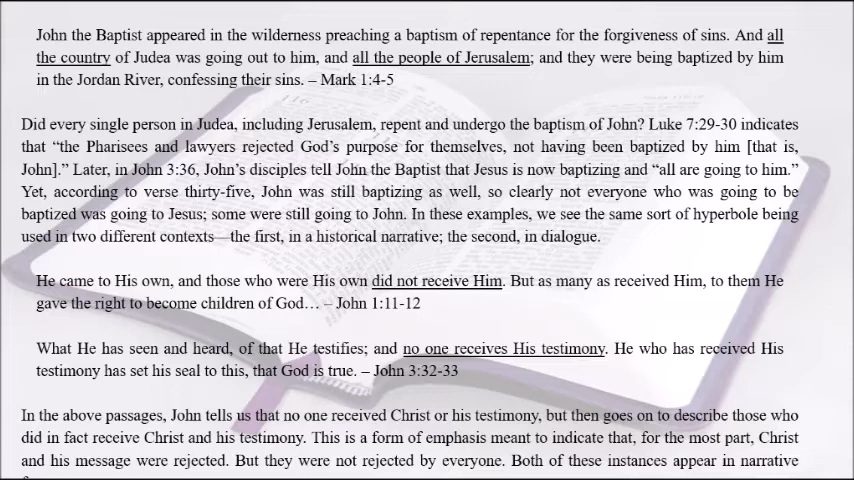 John the Baptist appeared in the wilderness preaching a baptism of repentance for the forgiveness of sins. And all
the country of Judea was going out to him, and all the people of Jerusalem; and they were being baptized by him
in the Jordan River, confessing their sins. – Mark 1:4-5
Did every single person in Judea, including Jerusalem, repent and undergo the baptism of John? Luke 7:29-30 indicates
that “the Pharisees and lawyers rejected God’s purpose for themselves, not having been baptized by him [that is,
John].” Later, in John 3:36, John’s disciples tell John the Baptist that Jesus is now baptizing and “all are going to him.”
Yet, according to verse thirty-five, John was still baptizing as well, so clearly not everyone who was going to be
baptized was going to Jesus; some were still going to John. In these examples, we see the same sort of hyperbole being
used in two different contexts—the first, in a historical narrative; the second, in dialogue.
He came to His own, and those who were His own did not receive Him. But as many as received Him, to them He
gave the right to become children of God… – John 1:11-12
What He has seen and heard, of that He testifies; and no one receives His testimony. He who has received His
testimony has set his seal to this, that God is true. – John 3:32-33
In the above passages, John tells us that no one received Christ or his testimony, but then goes on to describe those who
did in fact receive Christ and his testimony. This is a form of emphasis meant to indicate that, for the most part, Christ
and his message were rejected. But they were not rejected by everyone. Both of these instances appear in narrative